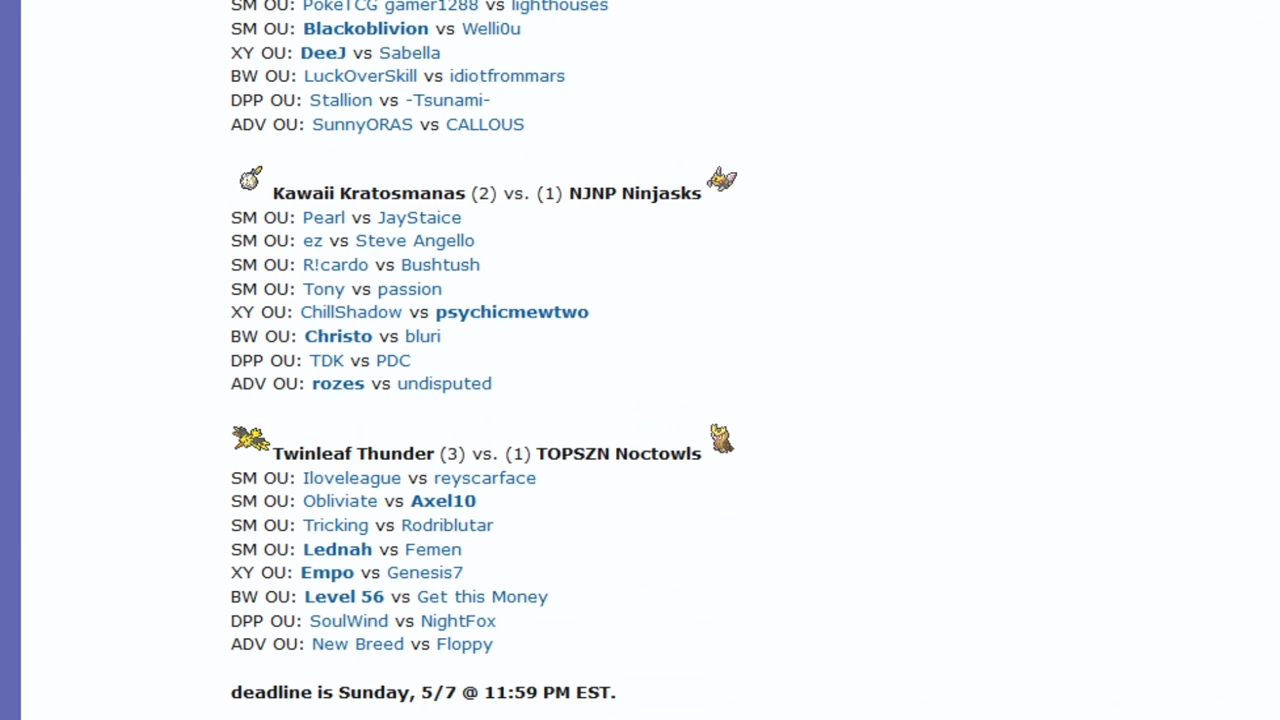 SM OU: PokeTCG gamer1288 vs lighthouses
SM OU: Blackoblivion vs Welli0u
XY OU: DeeJ vs Sabella
BW OU: LuckOverSkill vs idiotfrommars
DPP OU: Stallion vs -Tsunami-
ADV OU: SunnyORAS vs CALLOUS
Kawaii Kratosmanas (2) vs. (1) NJNP Ninjasks
SM OU: Pearl vs JayStaice
SM OU: ez vs Steve Angello
SM OU: R!cardo vs Bushtush
SM OU: Tony vs passion
XY OU: ChillShadow vs psychicmewtwo
BW OU: Christo vs bluri
DPP OU: TDK vs PDC
ADV OU: rozes vs undisputed
Twinleaf Thunder (3) vs. (1) TOPSZN Noctowls
SM OU: Iloveleague vs reyscarface
SM OU: Obliviate vs Axel10
SM OU: Tricking vs Rodriblutar
SM OU: Lednah vs Femen
XY OU: Empo vs Genesis7
BW OU: Level 56 vs Get this Money
DPP OU: SoulWind vs NightFox
ADV OU: New Breed vs Floppy
deadline is Sunday, 5/7 @ 11:59 PM EST.